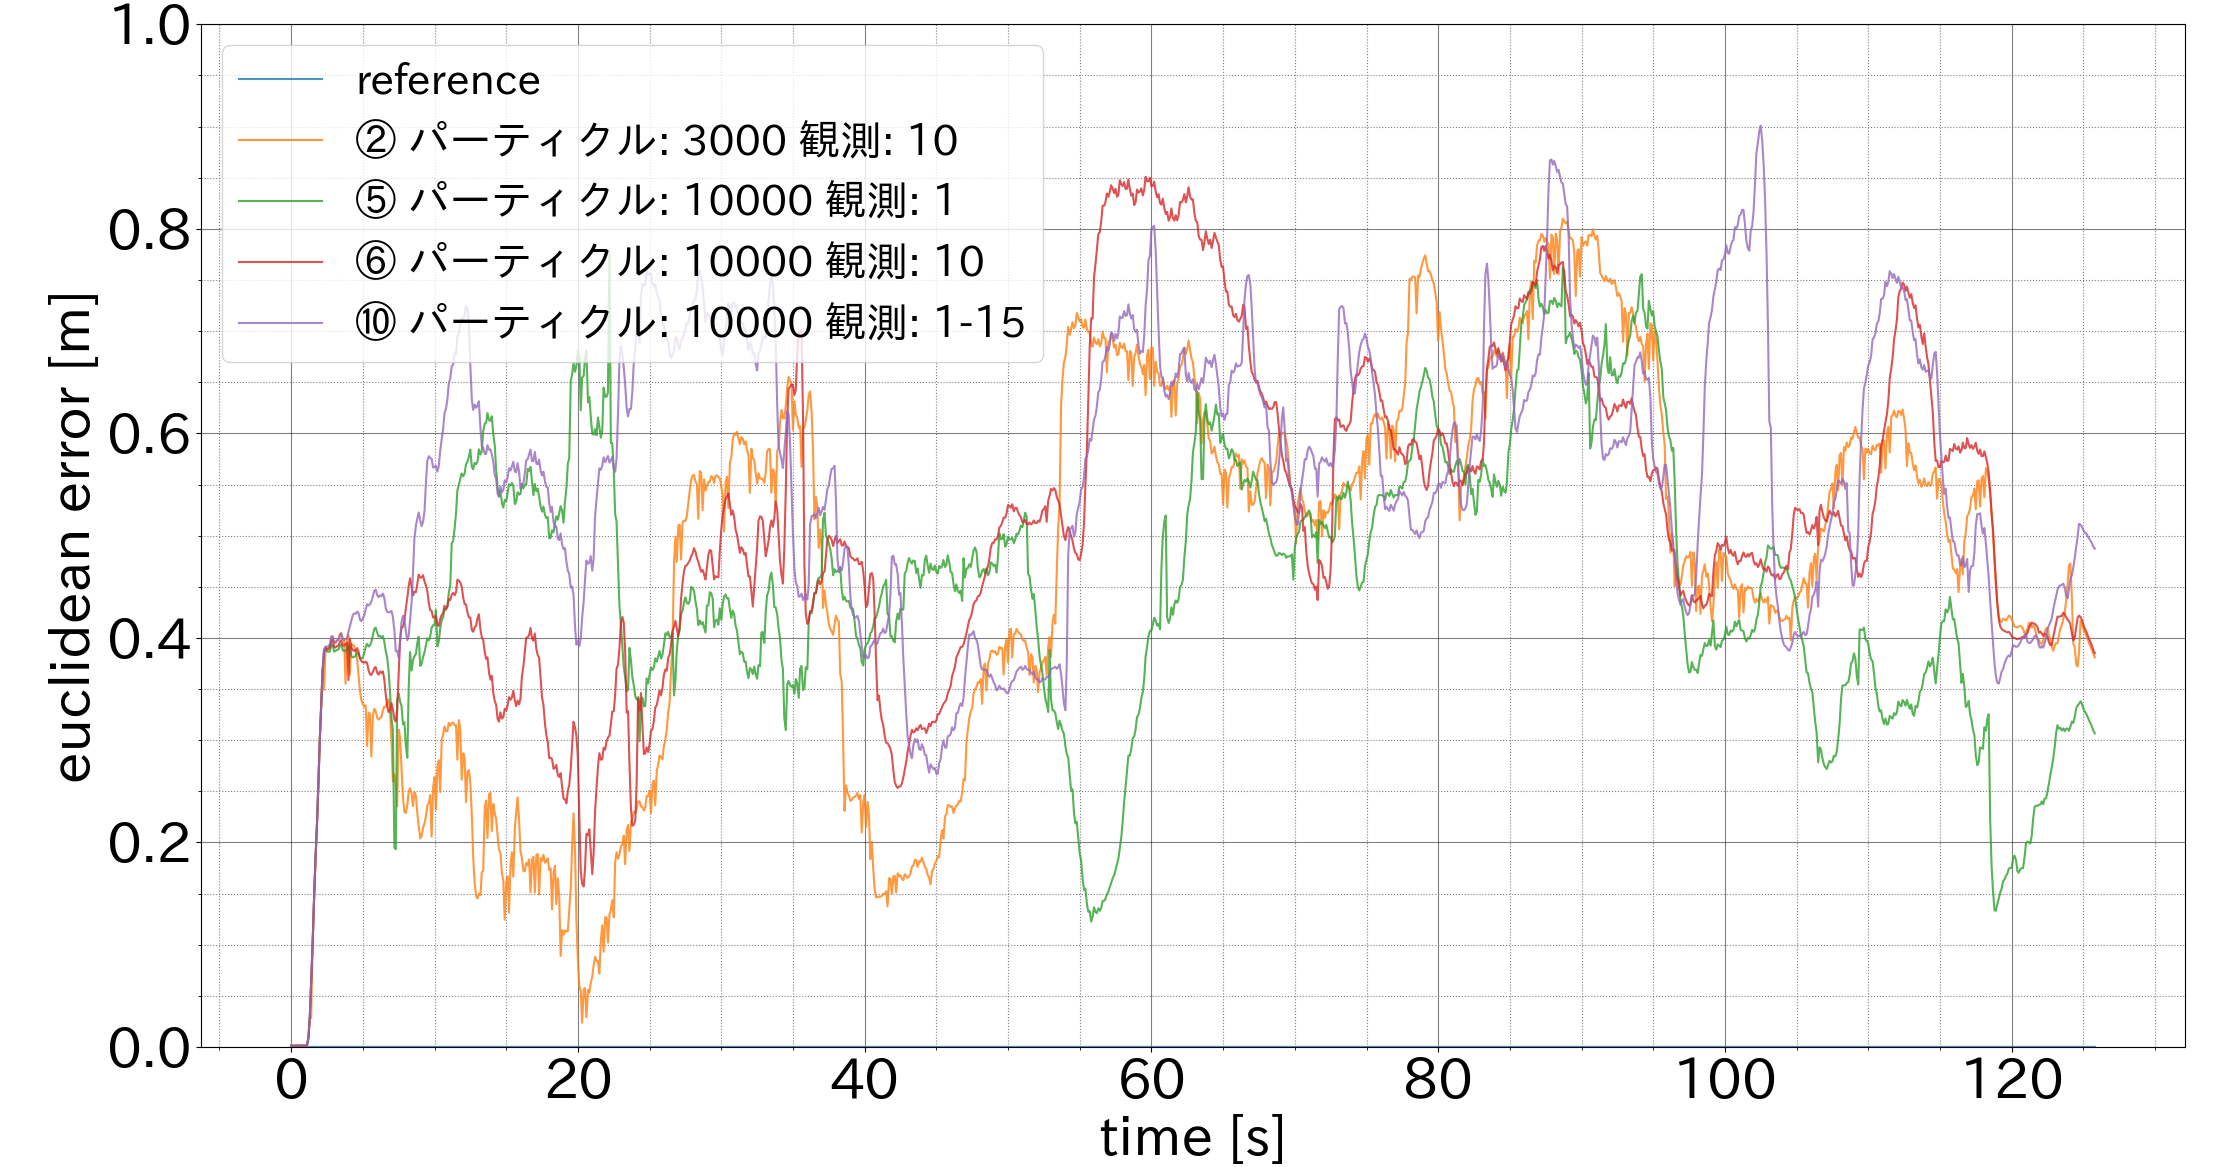 reference
② パーティクル: 3000 観測: 10
⑤ パーティクル: 10000 観測: 1
⑥ パーティクル: 10000 観測: 10
⑩ パーティクル: 10000 観測: 1-15
euclidean error [m]
1.0
0.8
0.6
0.4
0.2
0.0
0 20 40 60 80 100 120
time [s]